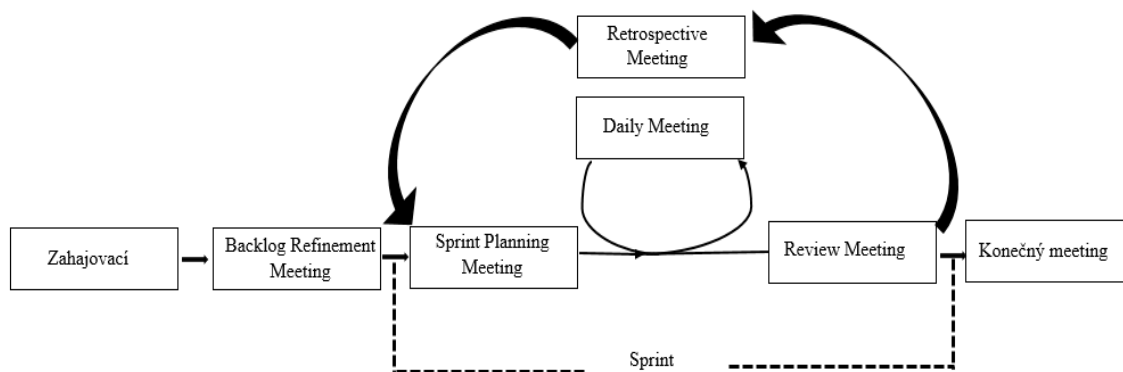 Retrospective
Meeting
Daily Meeting
Zahajovací
Backlog Refinement
Meeting
Sprint Planning
Meeting
Review Meeting
Konečný meeting
Sprint